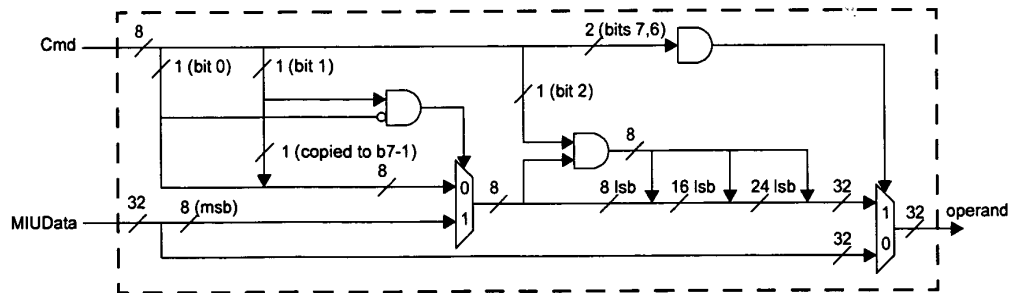 Cmd 8 2 (bits 7,6)
1 (bit 0) 1 (bit 1)
1 (bit 2)
1 (copied to b7-1) 8
8 0 8 8 lsb 16 lsb 24 lsb 32
MIUData 32 8 (msb) 1 1 32 operand
32 0